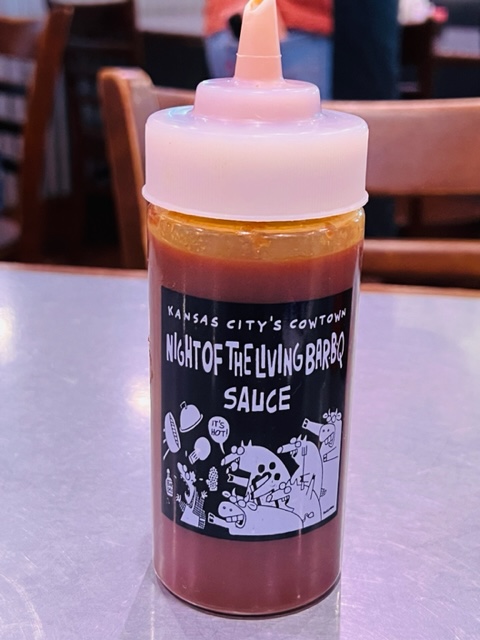 KANSAS CITY'S COWTOWN
NIGHT OF THE LIVING BAR-B-Q
SAUCE
IT'S
HOT!